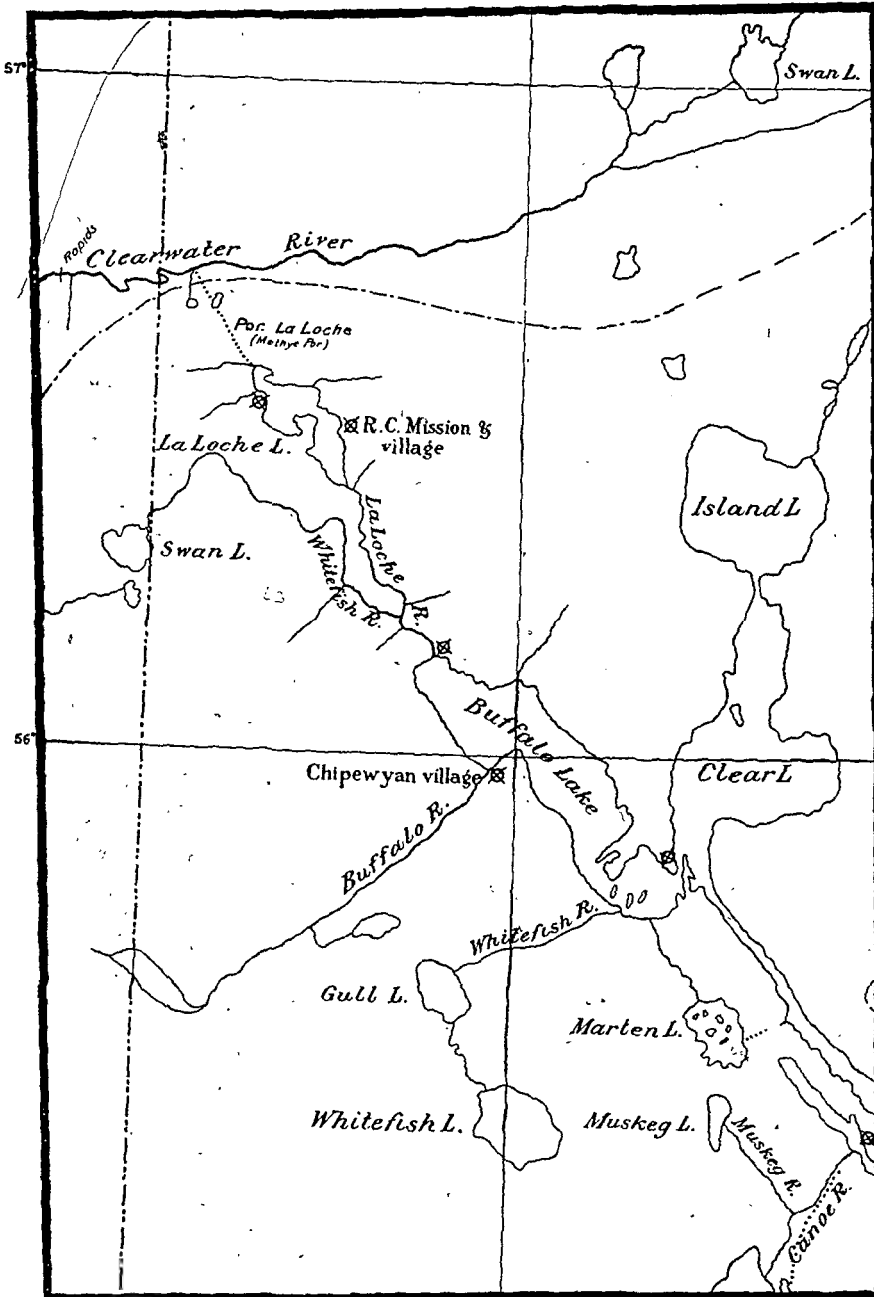 57°
Swan L.
Rapids
Clearwater River
Por. La Loche
(Methye Por)
R.C. Mission &
village
La Loche L.
Island L
La Loche R.
Swan L.
Whitefish R.
Buffalo Lake
56°
Clear L
Chipewyan village
Buffalo R.
Whitefish R.
Gull L.
Marten L.
Whitefish L.
Muskeg L.
Muskeg R.
Canoe R.